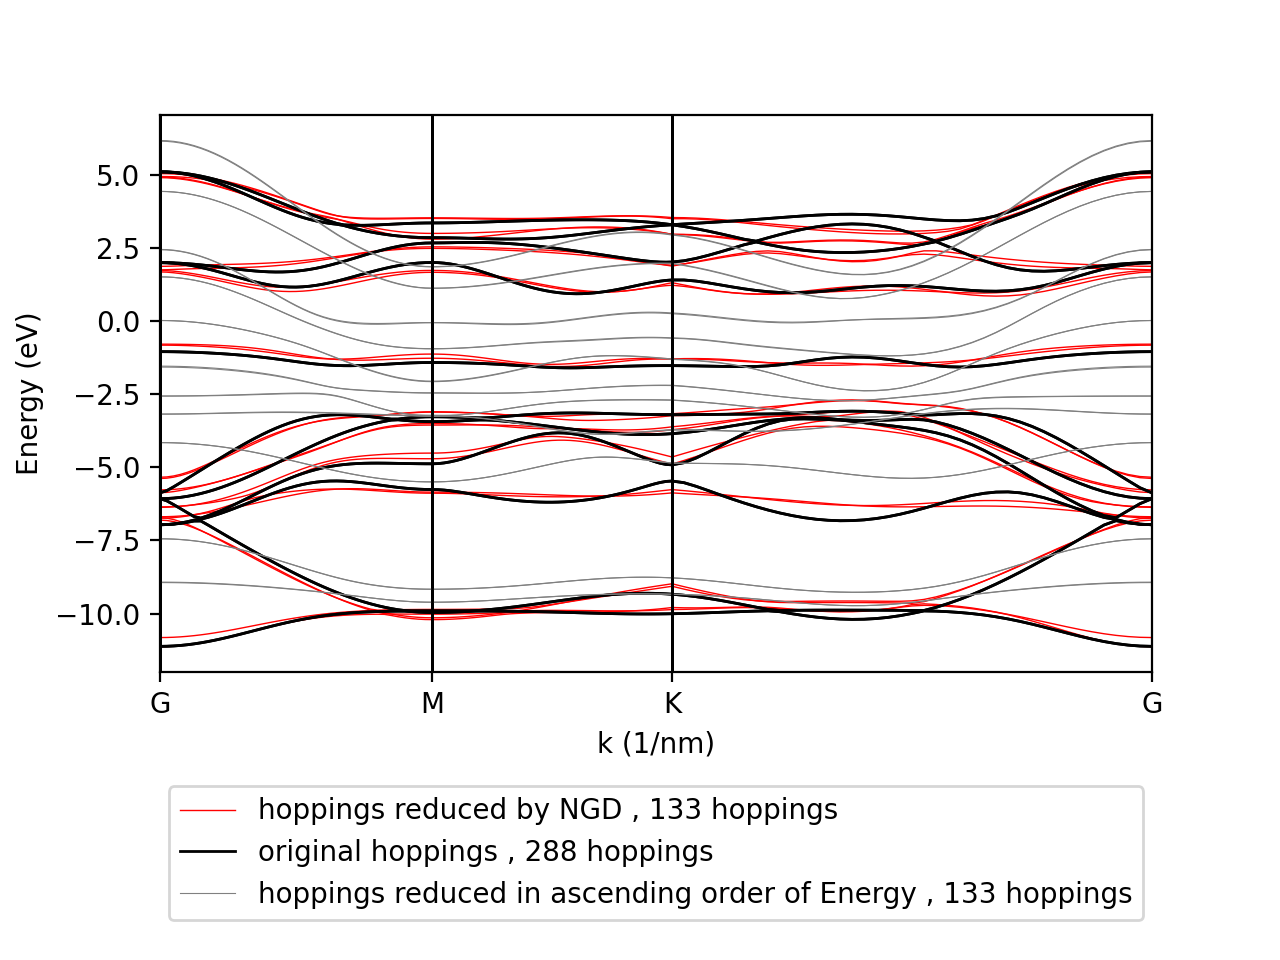 5.0
2.5
0.0
−2.5
−5.0
−7.5
−10.0
Energy (eV)
G M K G
k (1/nm)
hoppings reduced by NGD , 133 hoppings
original hoppings , 288 hoppings
hoppings reduced in ascending order of Energy , 133 hoppings